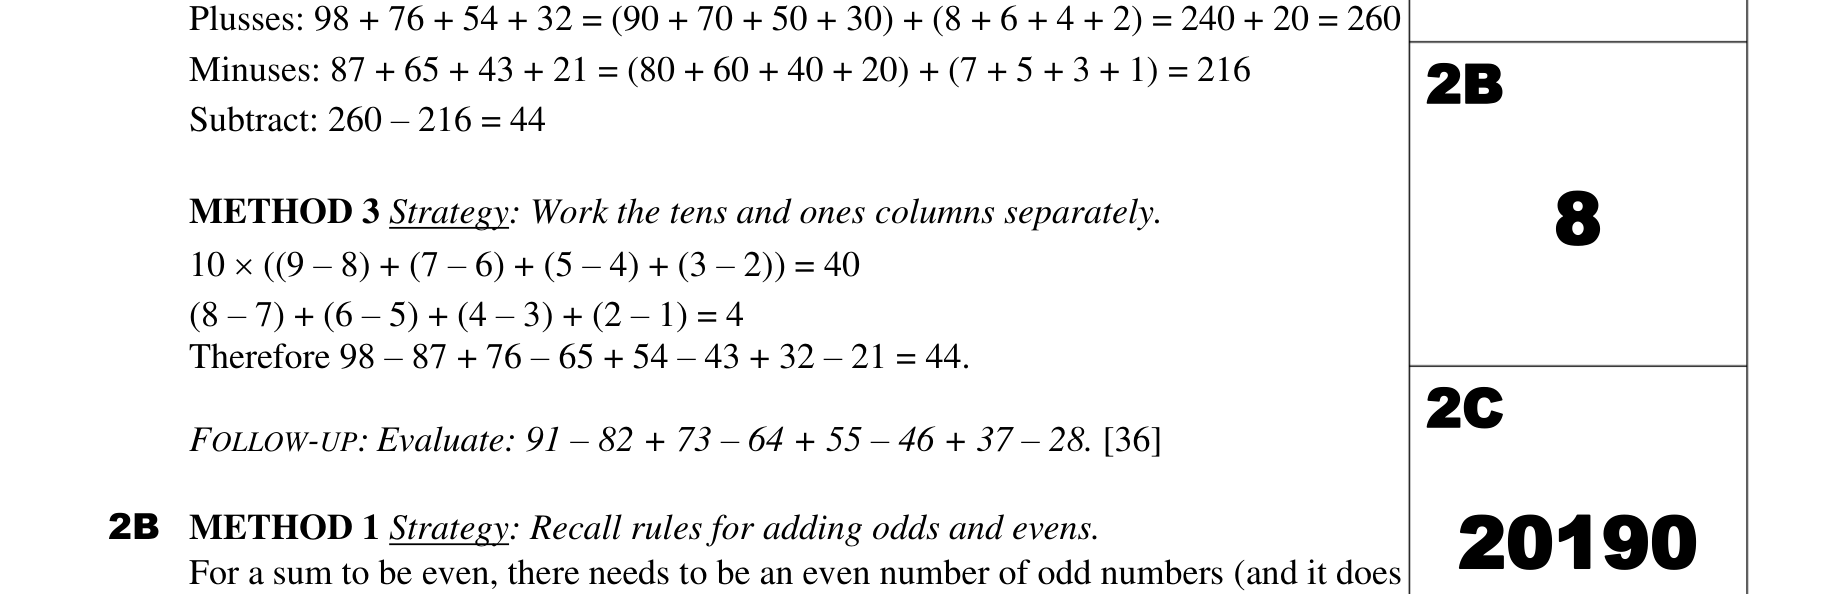 Plusses: 98 + 76 + 54 + 32 = (90 + 70 + 50 + 30) + (8 + 6 + 4 + 2) = 240 + 20 = 260
Minuses: 87 + 65 + 43 + 21 = (80 + 60 + 40 + 20) + (7 + 5 + 3 + 1) = 216
Subtract: 260 – 216 = 44
METHOD 3 Strategy: Work the tens and ones columns separately.
10 × ((9 – 8) + (7 – 6) + (5 – 4) + (3 – 2)) = 40
(8 – 7) + (6 – 5) + (4 – 3) + (2 – 1) = 4
Therefore 98 – 87 + 76 – 65 + 54 – 43 + 32 – 21 = 44.
FOLLOW-UP: Evaluate: 91 – 82 + 73 – 64 + 55 – 46 + 37 – 28. [36]
2B METHOD 1 Strategy: Recall rules for adding odds and evens.
For a sum to be even, there needs to be an even number of odd numbers (and it does
2B
8
2C
20190